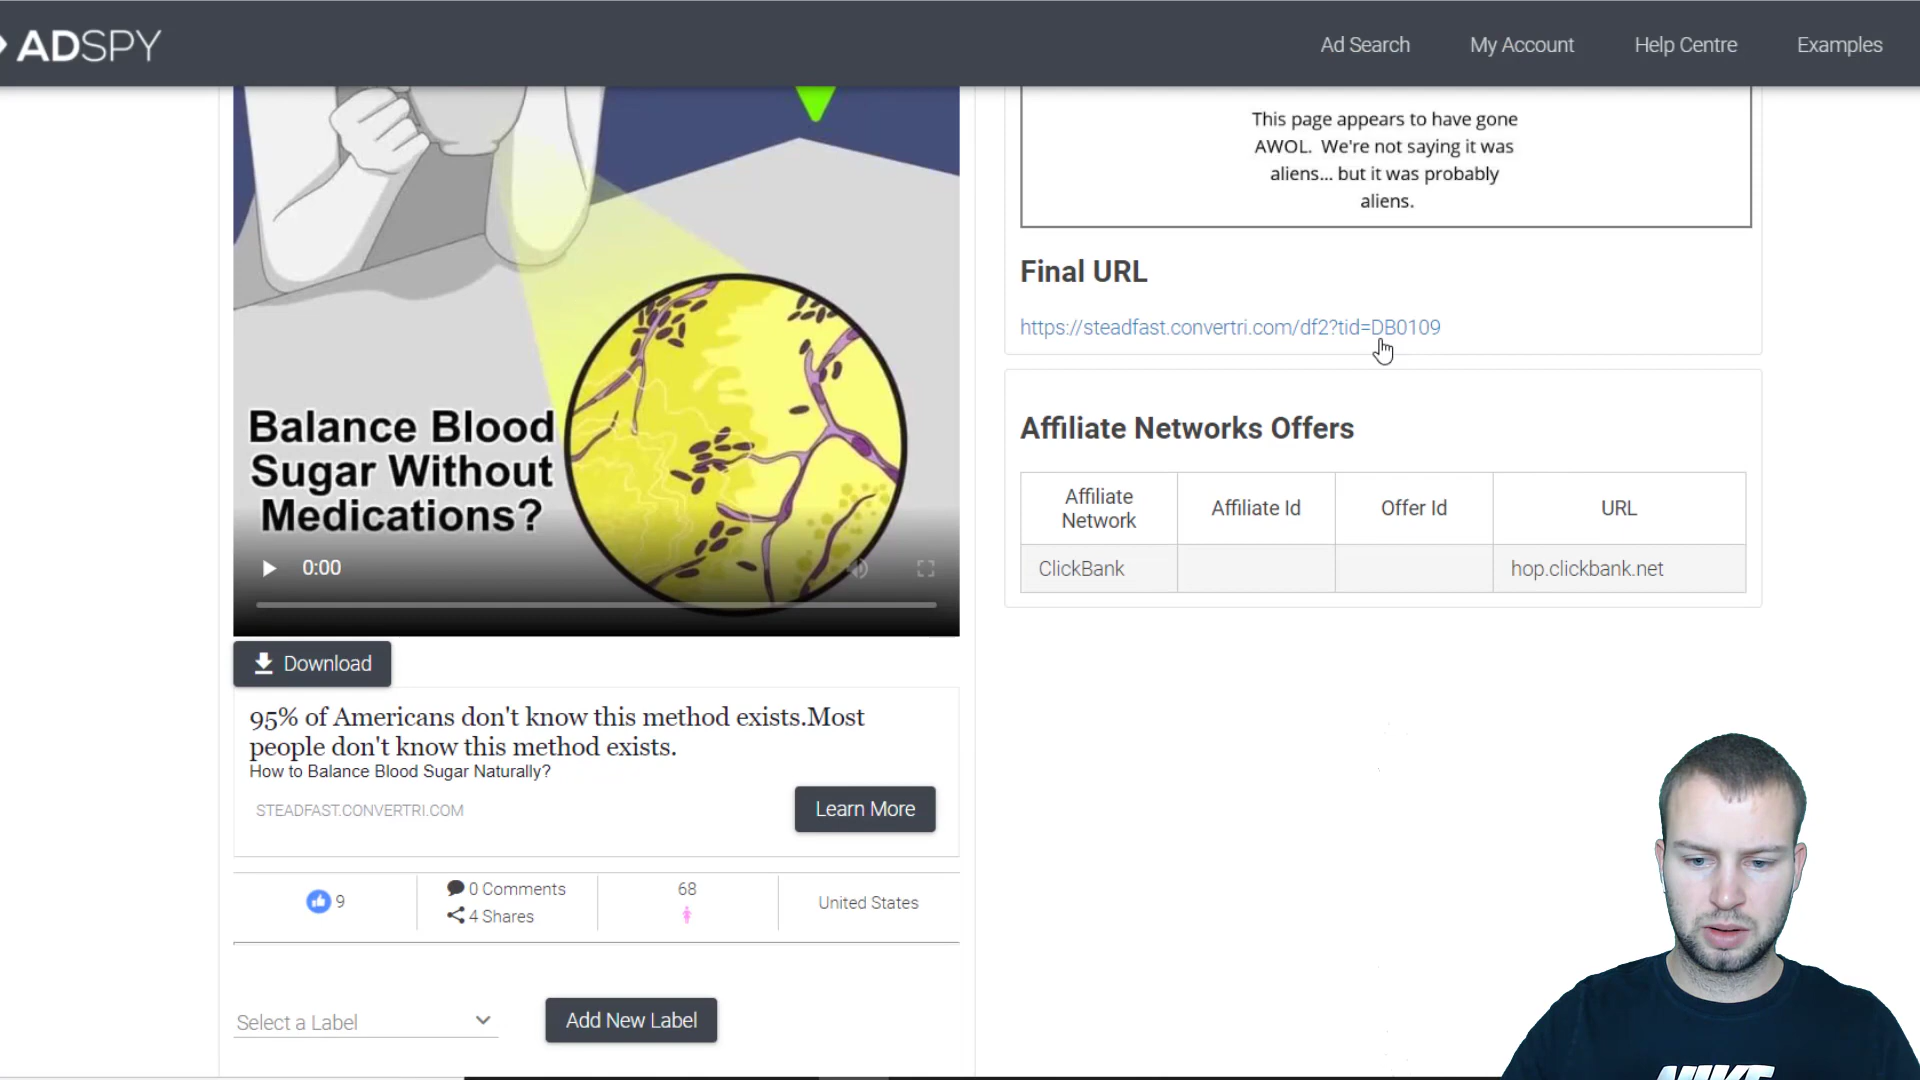 ADSPY
Ad Search
My Account
Help Centre
Examples
Balance Blood
Sugar Without
Medications?
0:00
Download
95% of Americans don't know this method exists.Most
people don't know this method exists.
How to Balance Blood Sugar Naturally?
STEADFAST.CONVERTRI.COM
Learn More
9
0 Comments
4 Shares
68
United States
Select a Label
Add New Label
This page appears to have gone
AWOL. We're not saying it was
aliens... but it was probably
aliens.
Final URL
https://steadfast.convertri.com/df2?tid=DB0109
Affiliate Networks Offers
Affiliate
Network
Affiliate Id
Offer Id
URL
ClickBank
hop.clickbank.net
NIKE